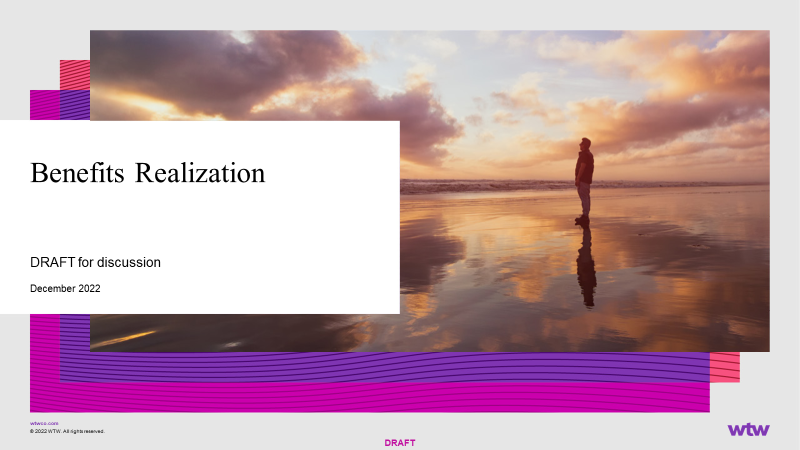 Benefits Realization
DRAFT for discussion
December 2022
wtwco.com
© 2022 WTW. All rights reserved.
DRAFT
wtw